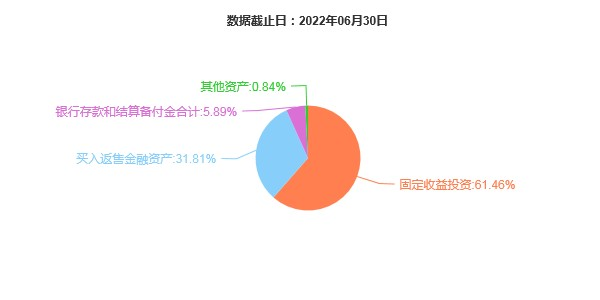 数据截止日：2022年06月30日
其他资产:0.84%
银行存款和结算备付金合计:5.89%
买入返售金融资产:31.81%
固定收益投资:61.46%